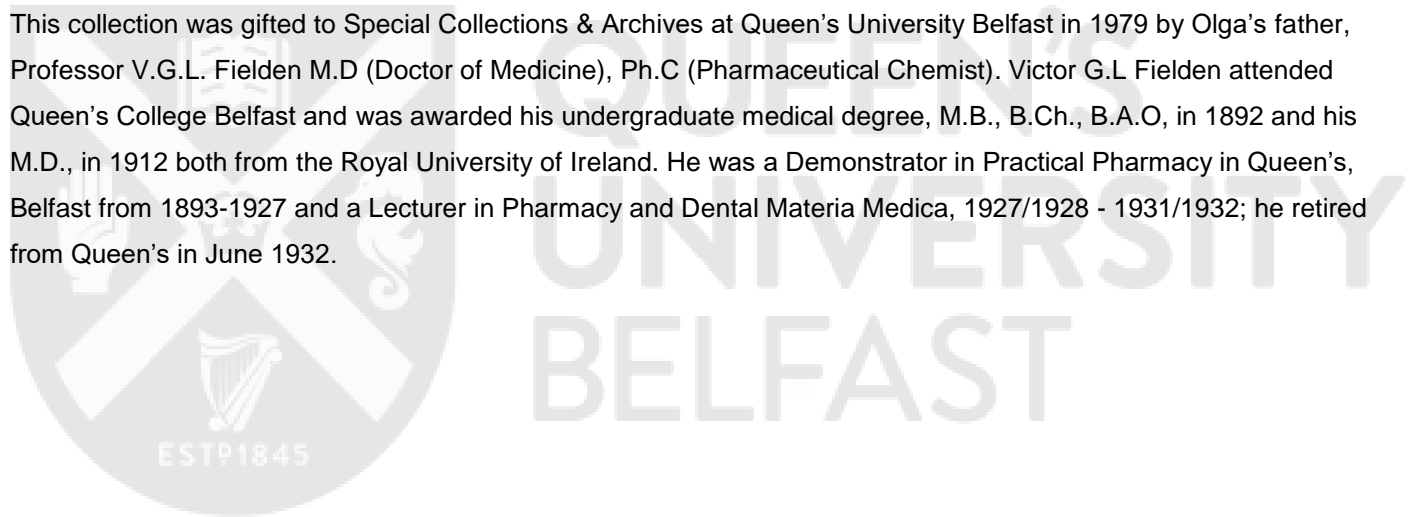 This collection was gifted to Special Collections & Archives at Queen’s University Belfast in 1979 by Olga’s father,
Professor V.G.L. Fielden M.D (Doctor of Medicine), Ph.C (Pharmaceutical Chemist). Victor G.L Fielden attended
Queen’s College Belfast and was awarded his undergraduate medical degree, M.B., B.Ch., B.A.O, in 1892 and his
M.D., in 1912 both from the Royal University of Ireland. He was a Demonstrator in Practical Pharmacy in Queen’s,
Belfast from 1893-1927 and a Lecturer in Pharmacy and Dental Materia Medica, 1927/1928 - 1931/1932; he retired
from Queen’s in June 1932.
QUEEN’S
UNIVERSITY
BELFAST
ESTD1845